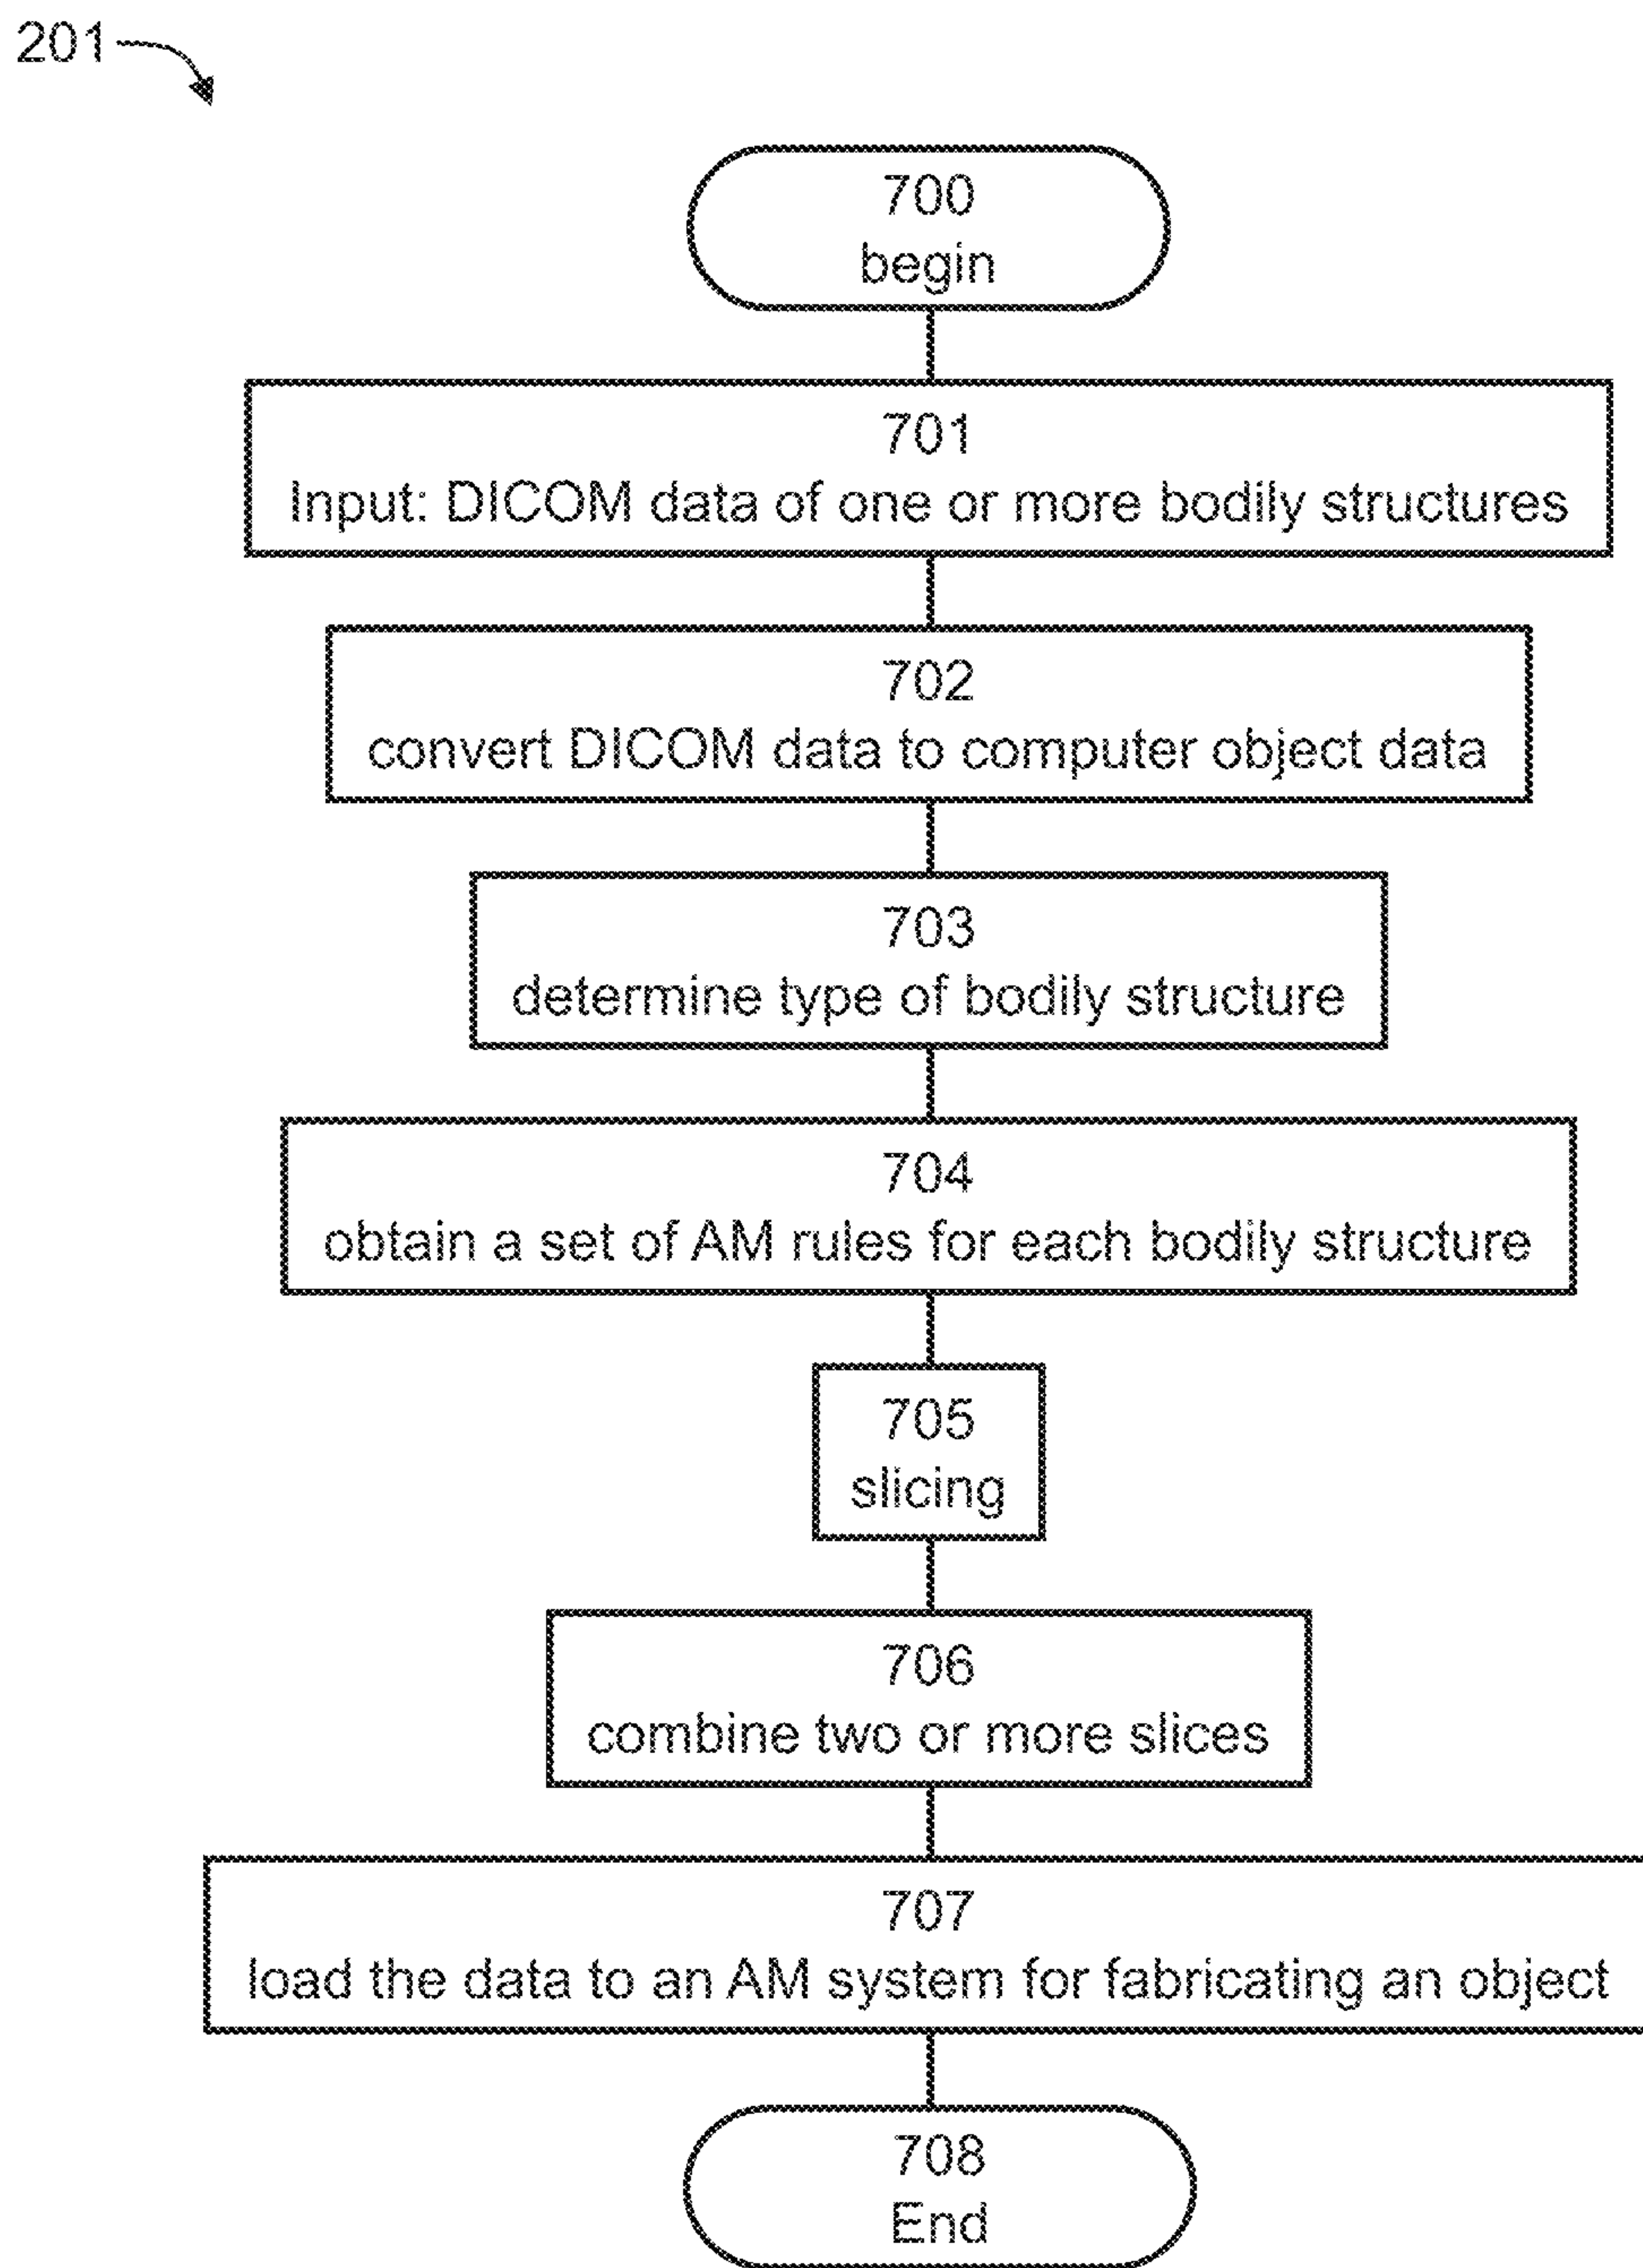 201
700
begin
701
Input: DICOM data of one or more bodily structures
702
convert DICOM data to computer object data
703
determine type of bodily structure
704
obtain a set of AM rules for each bodily structure
705
slicing
706
combine two or more slices
707
load the data to an AM system for fabricating an object
708
End